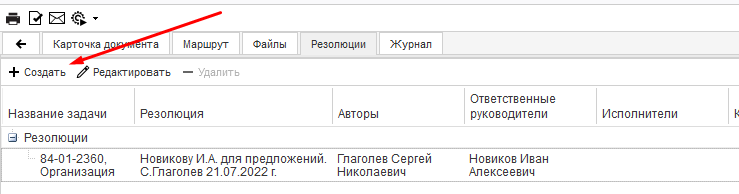 Карточка документа Маршрут Файлы Резолюции Журнал
Создать Редактировать Удалить
Название задачи Резолюция Авторы Ответственные руководители Исполнители К
Резолюции
84-01-2360, Новикову И.А. для предложений. Глаголев Сергей Новиков Иван
Организация С.Глаголев 21.07.2022 г. Николаевич Алексеевич